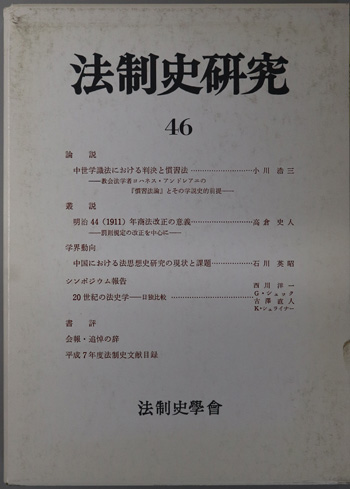 法制史研究
46
論説
中世学識法における判決と慣習法……………………小川浩三
――教会法学者ヨハネス・アンドレアエの
『慣習法論』とその学説史的前提――
叢説
明治44(1911)年商法改正の意義……………………高倉史人
――罰則規定の改正を中心に――
学界動向
中国における法思想史研究の現状と課題……………石川英昭
シンポジウム報告
20世紀の法史学――日独比較……………………
西川洋一
G・ジュック
吉澤直人
K・シュライナー
書評
会報・追悼の辞
平成7年度法制史文献目録
法制史學會